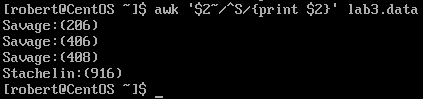 [robert@CentOS ~]$ awk '$2~/^S/{print $2}' lab3.data
Savage:(206)
Savage:(406)
Savage:(408)
Stachelin:(916)
[robert@CentOS ~]$ _